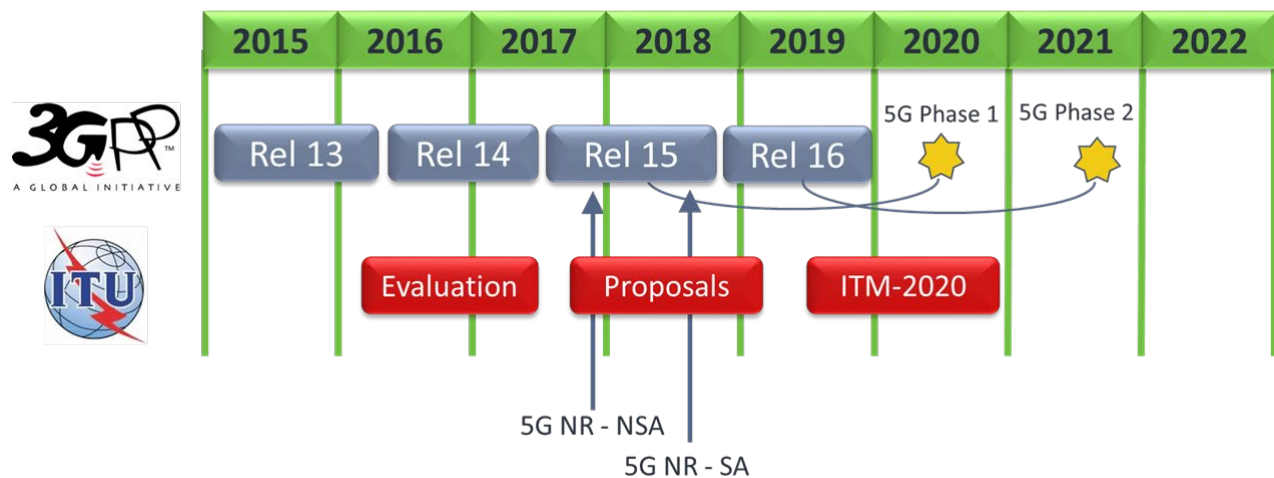 2015 2016 2017 2018 2019 2020 2021 2022
3GPP™
A GLOBAL INITIATIVE
5G Phase 1 5G Phase 2
Rel 13 Rel 14 Rel 15 Rel 16
ITU
Evaluation Proposals ITM-2020
5G NR - NSA
5G NR - SA